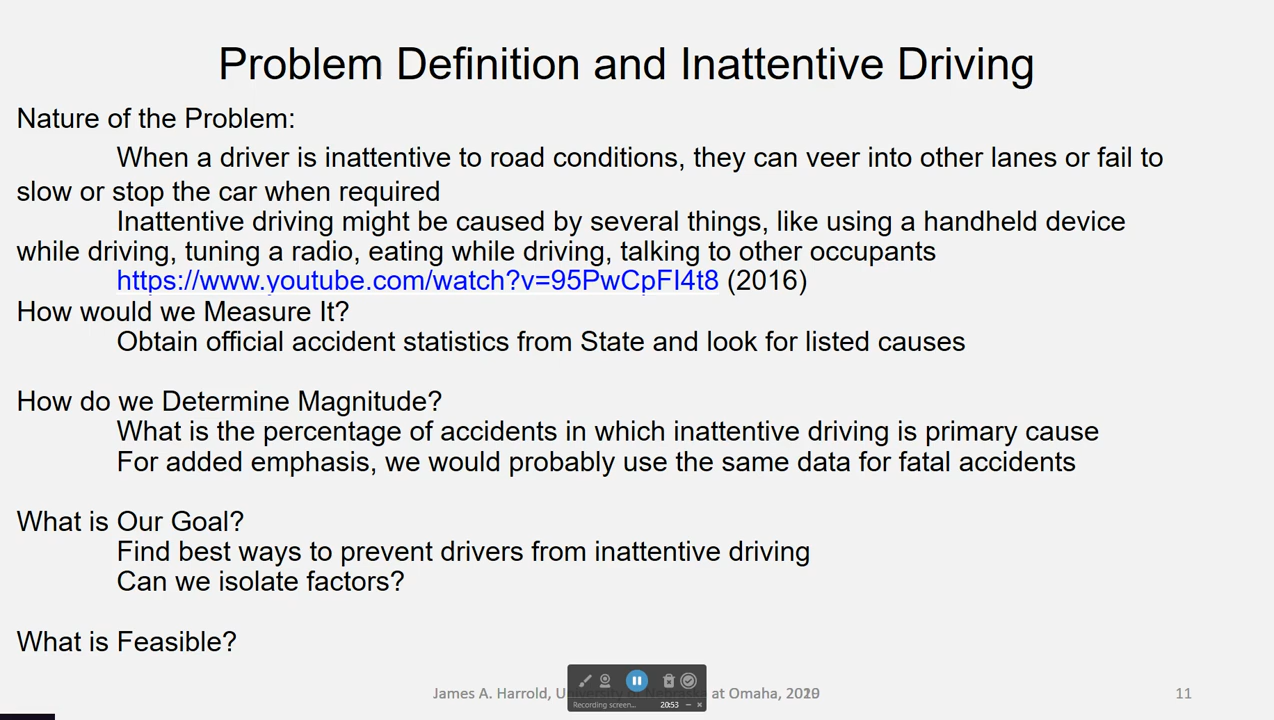 Problem Definition and Inattentive Driving
Nature of the Problem:
When a driver is inattentive to road conditions, they can veer into other lanes or fail to
slow or stop the car when required
Inattentive driving might be caused by several things, like using a handheld device
while driving, tuning a radio, eating while driving, talking to other occupants
https://www.youtube.com/watch?v=95PwCpFI4t8 (2016)
How would we Measure It?
Obtain official accident statistics from State and look for listed causes
How do we Determine Magnitude?
What is the percentage of accidents in which inattentive driving is primary cause
For added emphasis, we would probably use the same data for fatal accidents
What is Our Goal?
Find best ways to prevent drivers from inattentive driving
Can we isolate factors?
What is Feasible?
James A. Harrold, University of Nebraska at Omaha,
11
Recording screen... 20:53